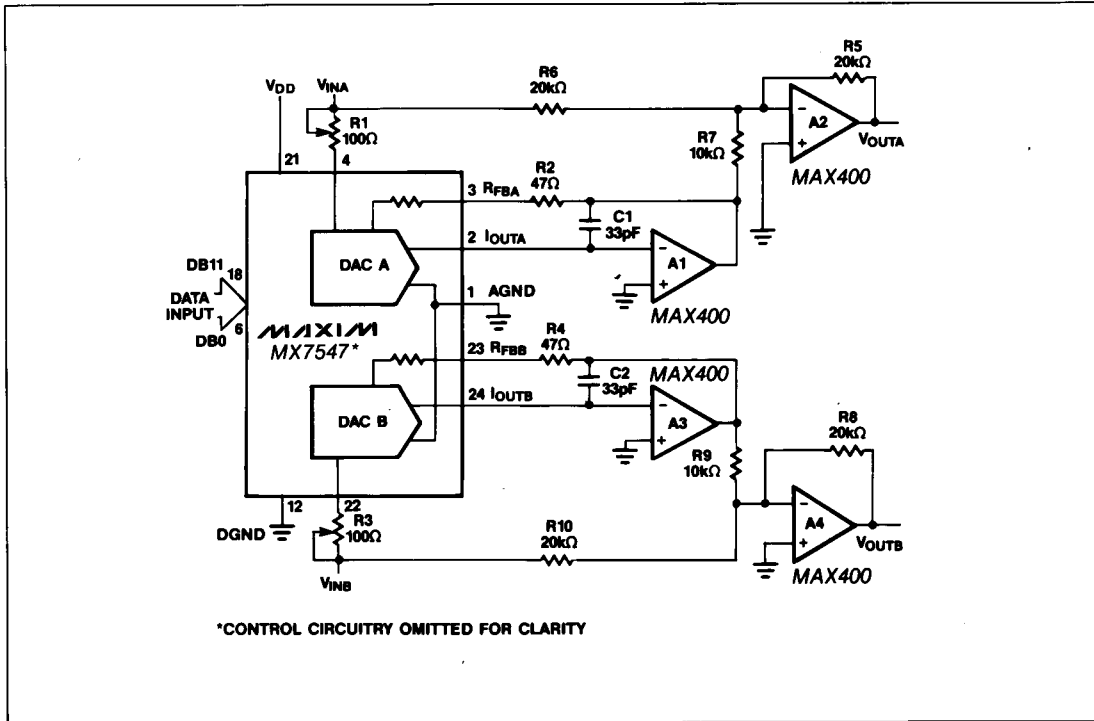 VDD
VINA
R1
100Ω
21
4
R6
20kΩ
R5
20kΩ
A2
VOUTA
MAX400
R7
10kΩ
3 RFBA
R2
47Ω
C1
33pF
2 IOUTA
A1
MAX400
1 AGND
DAC A
DB11
18
DATA
INPUT
6
DB0
MAXIM
MX7547*
23 RFBB
R4
47Ω
C2
33pF
MAX400
24 IOUTB
A3
DAC B
R9
10kΩ
R8
20kΩ
A4
VOUTB
MAX400
12
22
DGND
R3
100Ω
VINB
R10
20kΩ
*CONTROL CIRCUITRY OMITTED FOR CLARITY